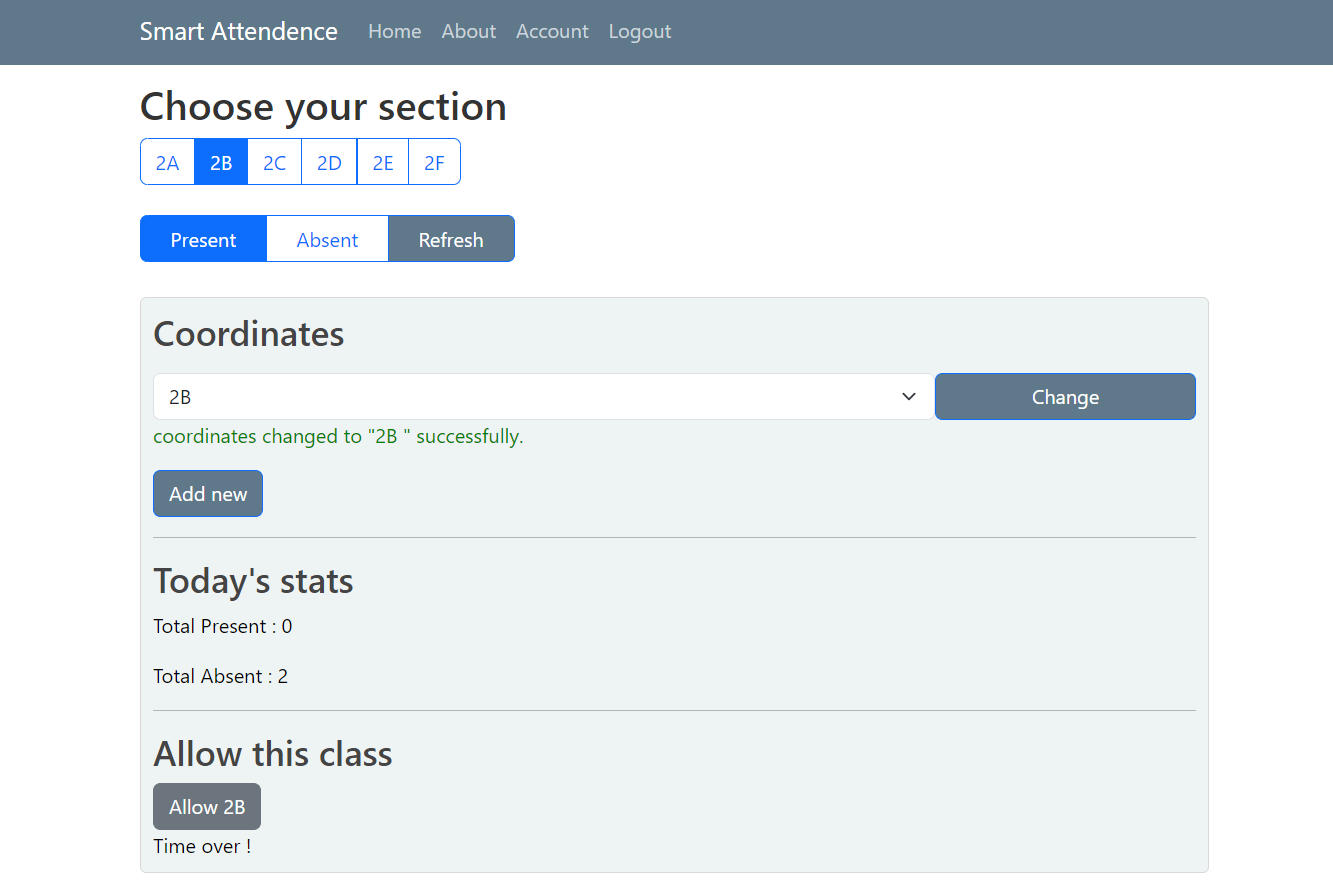 Smart Attendence Home About Account Logout
Choose your section
2A 2B 2C 2D 2E 2F
Present Absent Refresh
Coordinates
2B Change
coordinates changed to "2B " successfully.
Add new
Today's stats
Total Present : 0
Total Absent : 2
Allow this class
Allow 2B
Time over !